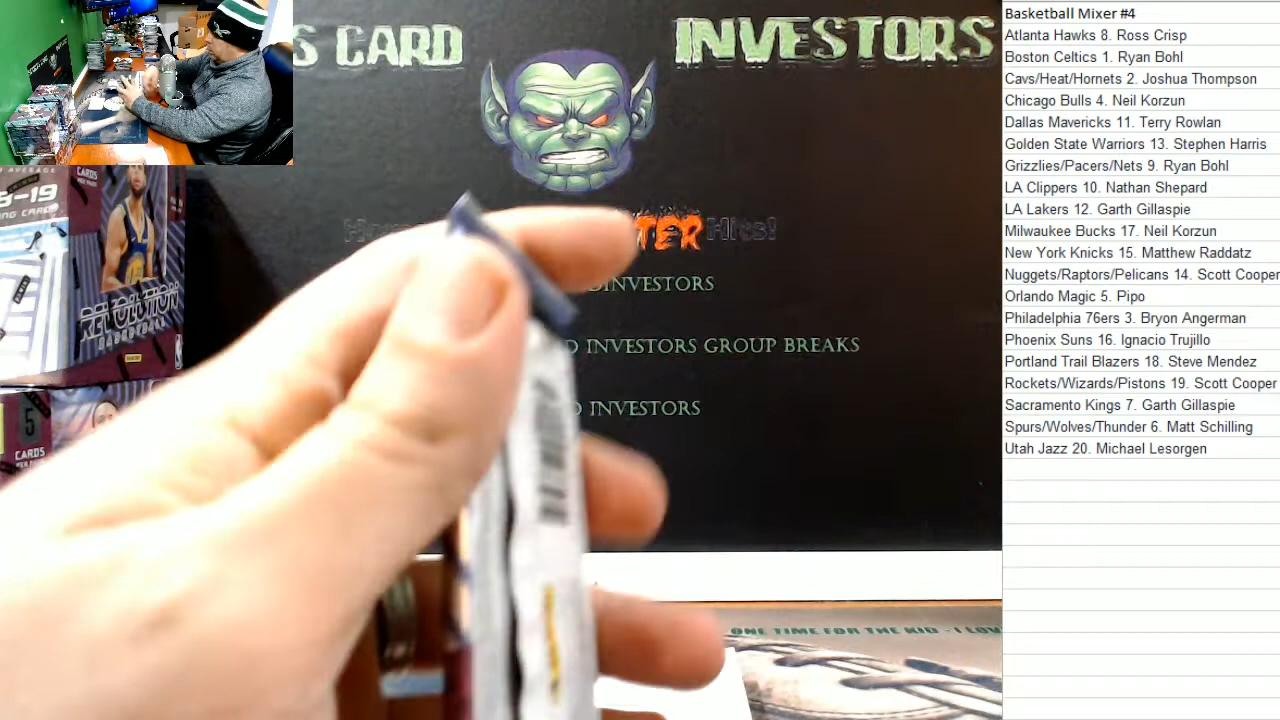 S CARD INVESTORS
TER Hits!
INVESTORS
INVESTORS GROUP BREAKS
INVESTORS
CARDS
REVOLUTION
BASKETBALL
5
CARDS
ONE TIME FOR THE KID - I LOV
Basketball Mixer #4
Atlanta Hawks 8. Ross Crisp
Boston Celtics 1. Ryan Bohl
Cavs/Heat/Hornets 2. Joshua Thompson
Chicago Bulls 4. Neil Korzun
Dallas Mavericks 11. Terry Rowlan
Golden State Warriors 13. Stephen Harris
Grizzlies/Pacers/Nets 9. Ryan Bohl
LA Clippers 10. Nathan Shepard
LA Lakers 12. Garth Gillaspie
Milwaukee Bucks 17. Neil Korzun
New York Knicks 15. Matthew Raddatz
Nuggets/Raptors/Pelicans 14. Scott Cooper
Orlando Magic 5. Pipo
Philadelphia 76ers 3. Bryon Angerman
Phoenix Suns 16. Ignacio Trujillo
Portland Trail Blazers 18. Steve Mendez
Rockets/Wizards/Pistons 19. Scott Cooper
Sacramento Kings 7. Garth Gillaspie
Spurs/Wolves/Thunder 6. Matt Schilling
Utah Jazz 20. Michael Lesorgen